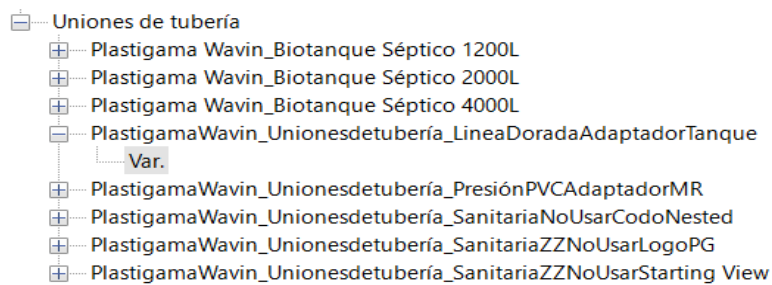 Uniones de tubería
Plastigama Wavin_Biotanque Séptico 1200L
Plastigama Wavin_Biotanque Séptico 2000L
Plastigama Wavin_Biotanque Séptico 4000L
PlastigamaWavin_Unionesdetubería_LineaDoradaAdaptadorTanque
Var.
PlastigamaWavin_Unionesdetubería_PresiónPVCAdaptadorMR
PlastigamaWavin_Unionesdetubería_SanitariaNoUsarCodoNested
PlastigamaWavin_Unionesdetubería_SanitariaZZNoUsarLogoPG
PlastigamaWavin_Unionesdetubería_SanitariaZZNoUsarStarting View